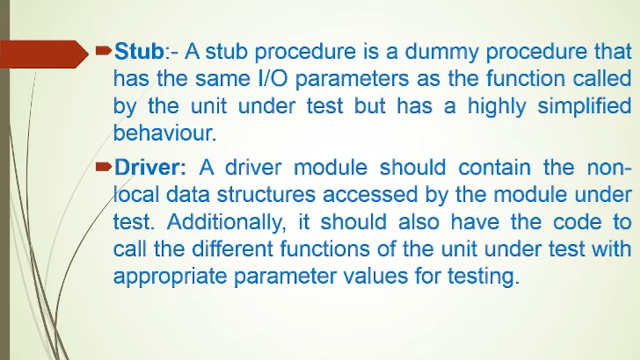 Stub:- A stub procedure is a dummy procedure that
has the same I/O parameters as the function called
by the unit under test but has a highly simplified
behaviour.
Driver: A driver module should contain the non-
local data structures accessed by the module under
test. Additionally, it should also have the code to
call the different functions of the unit under test with
appropriate parameter values for testing.